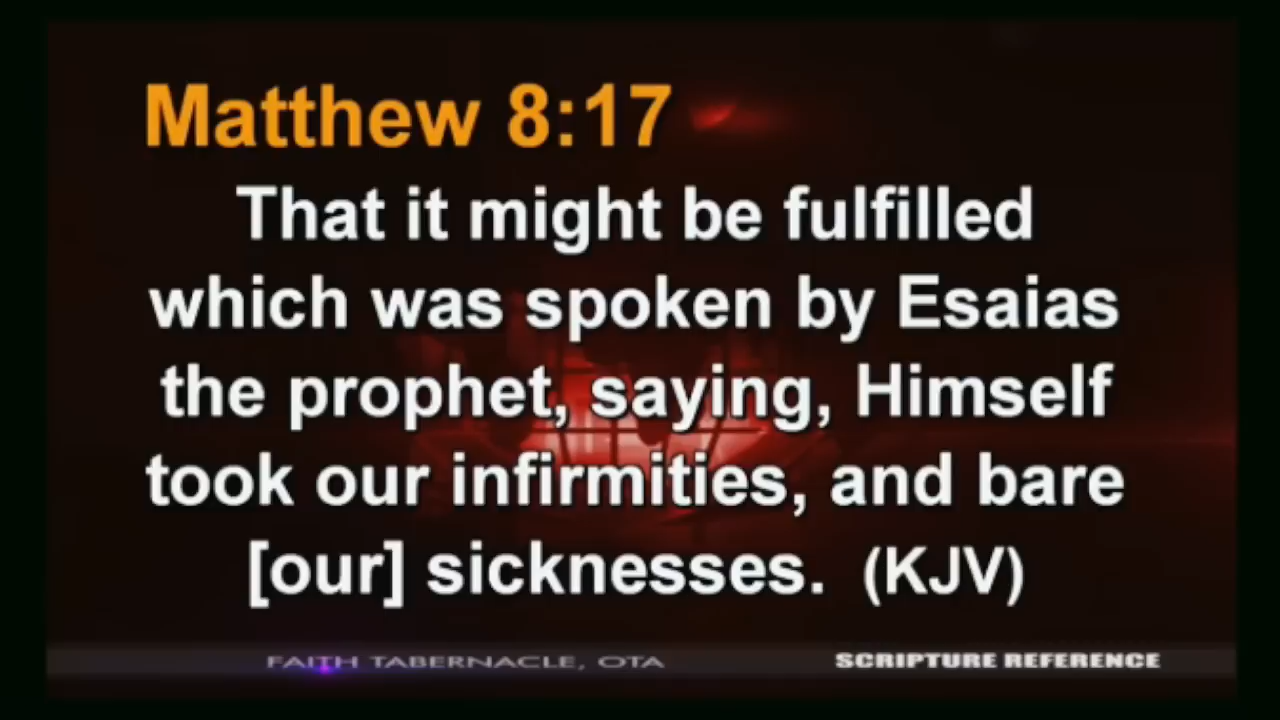 Matthew 8:17
That it might be fulfilled
which was spoken by Esaias
the prophet, saying, Himself
took our infirmities, and bare
[our] sicknesses. (KJV)
FAITH TABERNACLE, OTA
SCRIPTURE REFERENCE